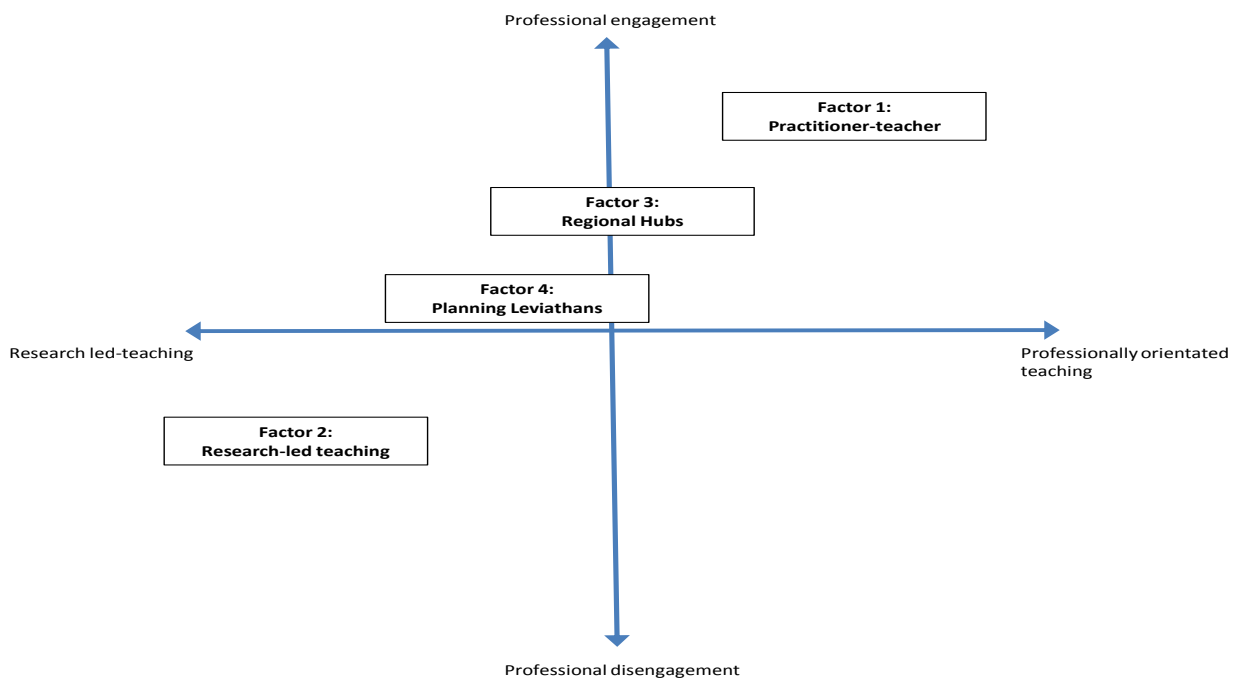 Professional engagement
Factor 1:
Practitioner-teacher
Factor 3:
Regional Hubs
Factor 4:
Planning Leviathans
Research led-teaching
Professionally orientated
teaching
Factor 2:
Research-led teaching
Professional disengagement